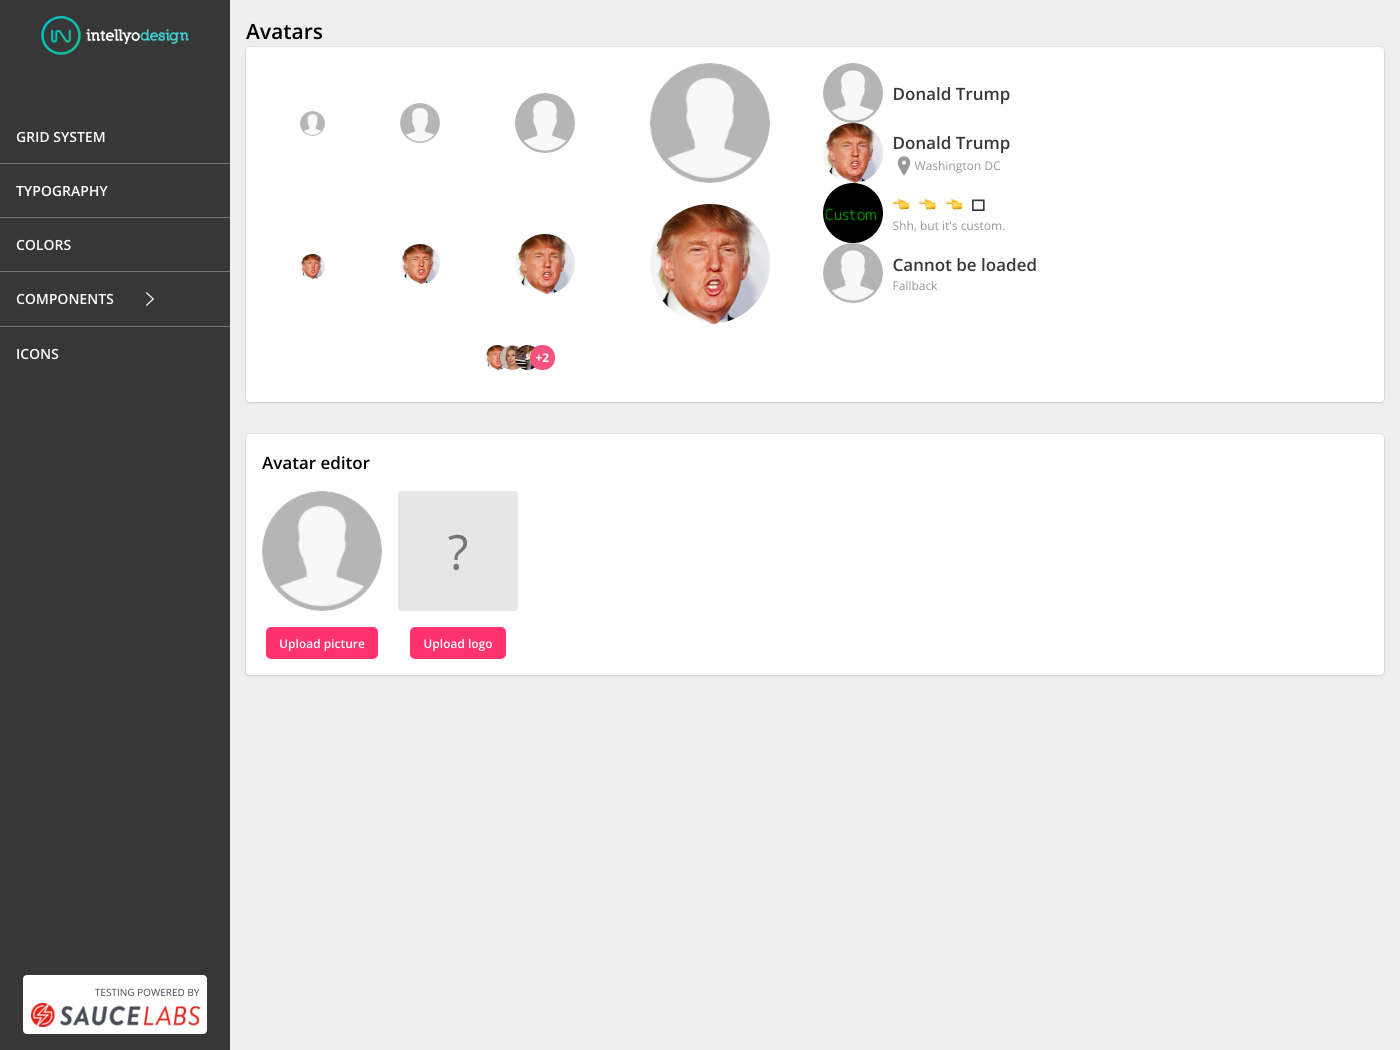 intellyodesign
GRID SYSTEM
TYPOGRAPHY
COLORS
COMPONENTS
ICONS
TESTING POWERED BY
SAUCELABS
Avatars
Donald Trump
Donald Trump
Washington DC
Custom
👈 👈 👈 □
Shh, but it's custom.
Cannot be loaded
Fallback
+2
Avatar editor
?
Upload picture
Upload logo